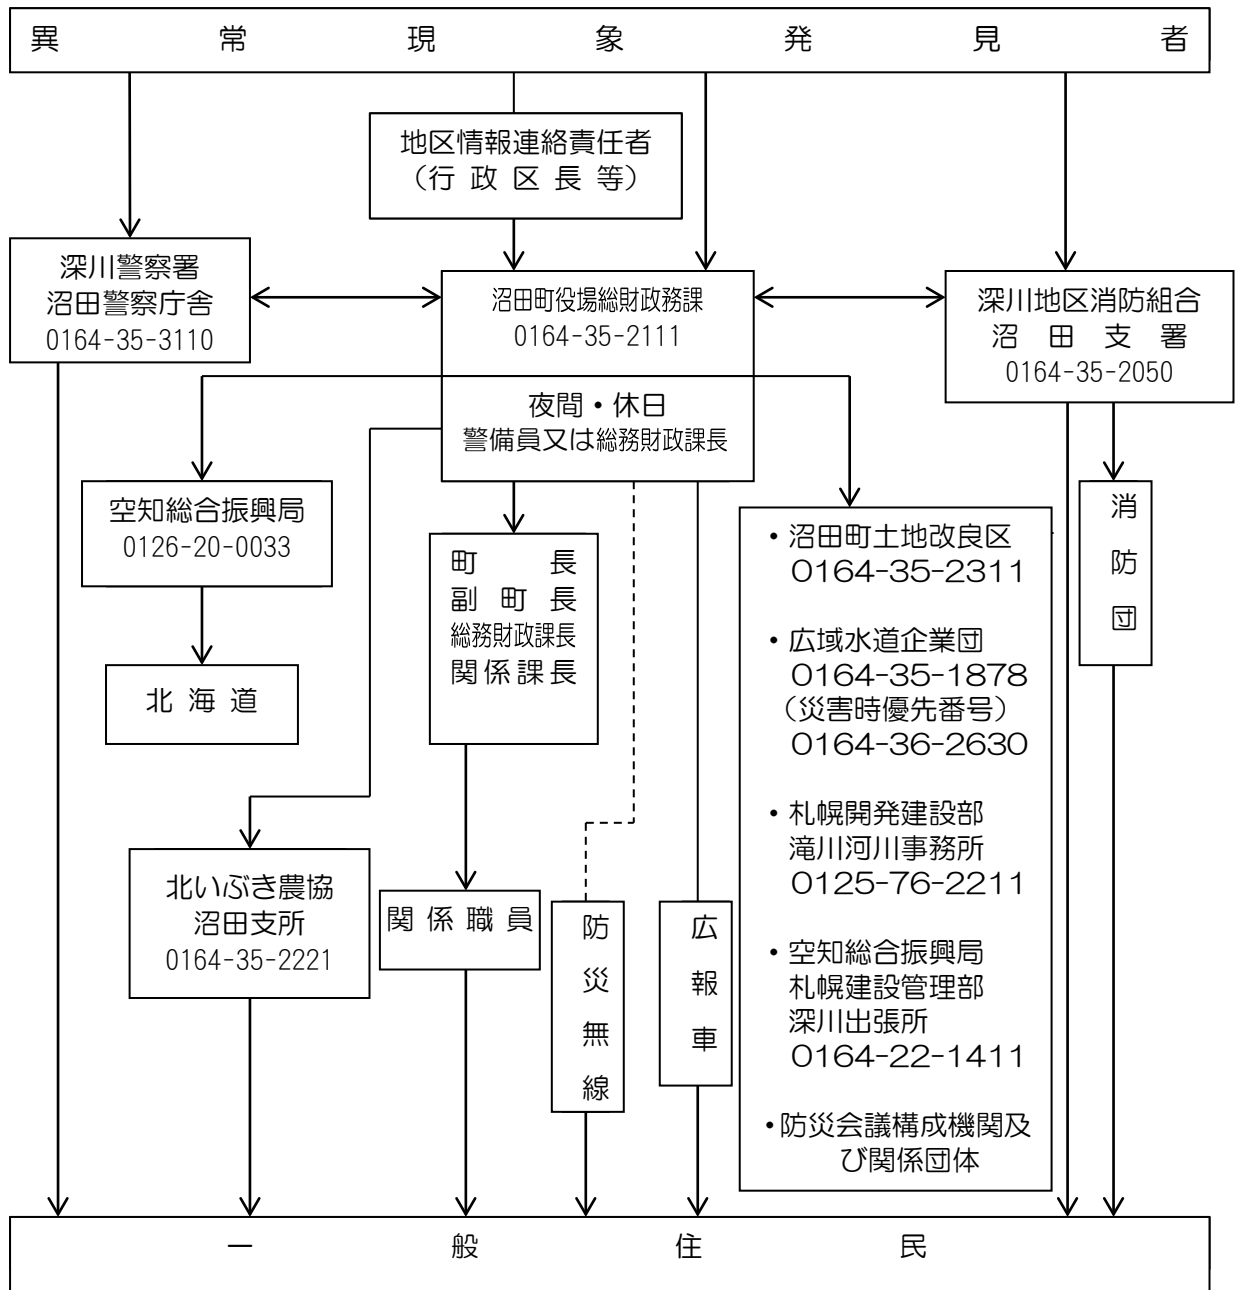 異常現象発見者
地区情報連絡責任者
（行政区長等）
深川警察署
沼田警察庁舎
0164-35-3110
沼田町役場総財政務課
0164-35-2111
夜間・休日
警備員又は総務財政課長
深川地区消防組合
沼田支署
0164-35-2050
空知総合振興局
0126-20-0033
北海道
町長
副町長
総務財政課長
関係課長
・沼田町土地改良区
0164-35-2311
・広域水道企業団
0164-35-1878
（災害時優先番号）
0164-36-2630
・札幌開発建設部
滝川河川事務所
0125-76-2211
・空知総合振興局
札幌建設管理部
深川出張所
0164-22-1411
・防災会議構成機関及
び関係団体
消防団
北いぶき農協
沼田支所
0164-35-2221
関係職員
防災無線
広報車
一般住民